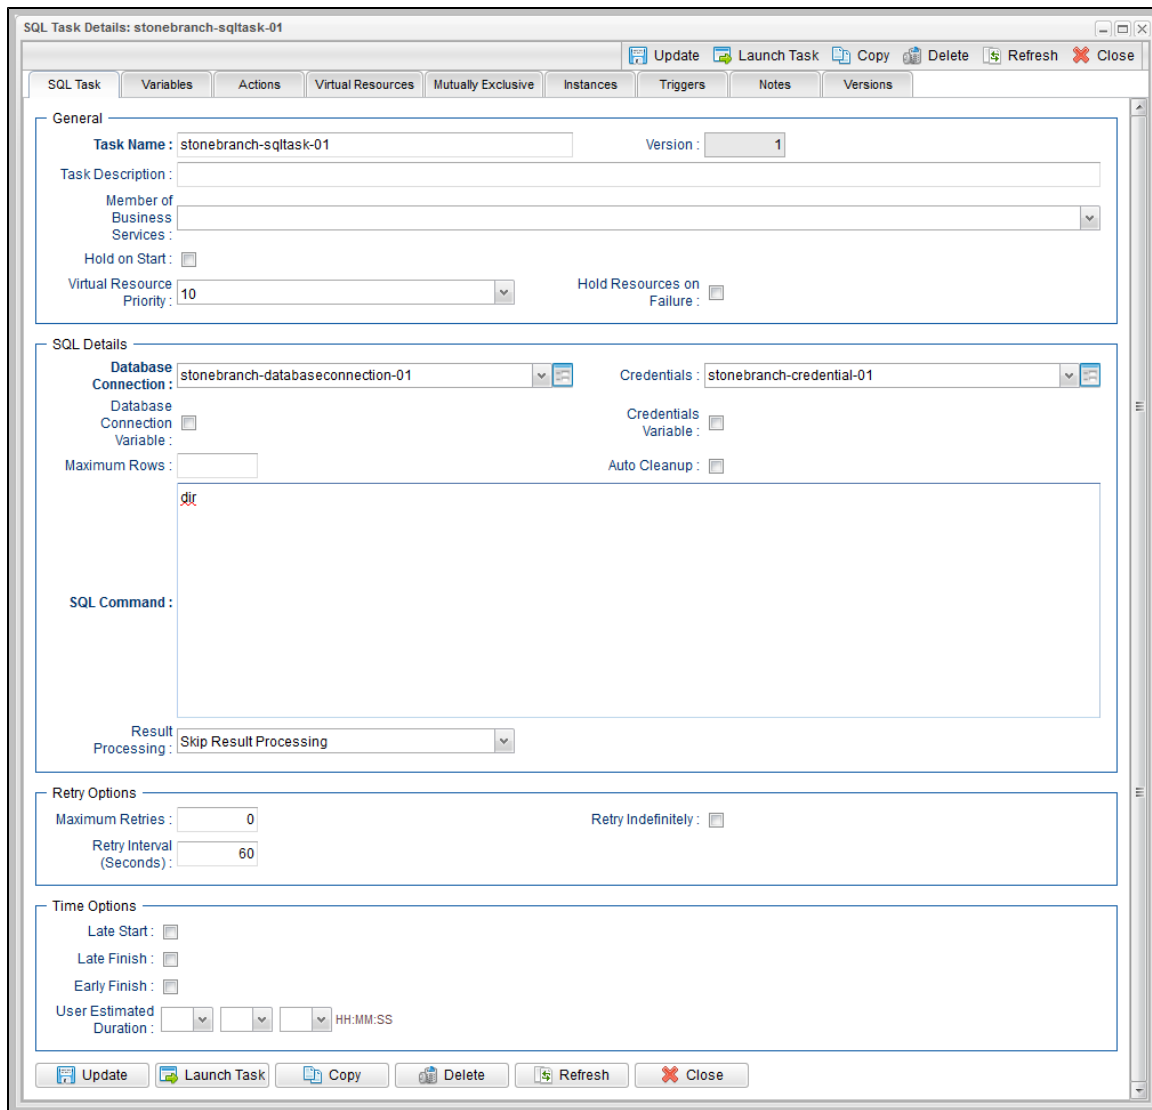 SQL Task Details: stonebranch-sqltask-01
Update Launch Task Copy Delete Refresh Close
SQL Task Variables Actions Virtual Resources Mutually Exclusive Instances Triggers Notes Versions
General
Task Name : stonebranch-sqltask-01 Version : 1
Task Description :
Member of
Business
Services :
Hold on Start :
Virtual Resource
Priority : 10
Hold Resources on
Failure :
SQL Details
Database
Connection : stonebranch-databaseconnection-01
Credentials : stonebranch-credential-01
Database
Connection
Variable :
Credentials
Variable :
Maximum Rows : Auto Cleanup :
dir
SQL Command :
Result
Processing : Skip Result Processing
Retry Options
Maximum Retries : 0 Retry Indefinitely :
Retry Interval
(Seconds) : 60
Time Options
Late Start :
Late Finish :
Early Finish :
User Estimated
Duration : HH:MM:SS
Update Launch Task Copy Delete Refresh Close